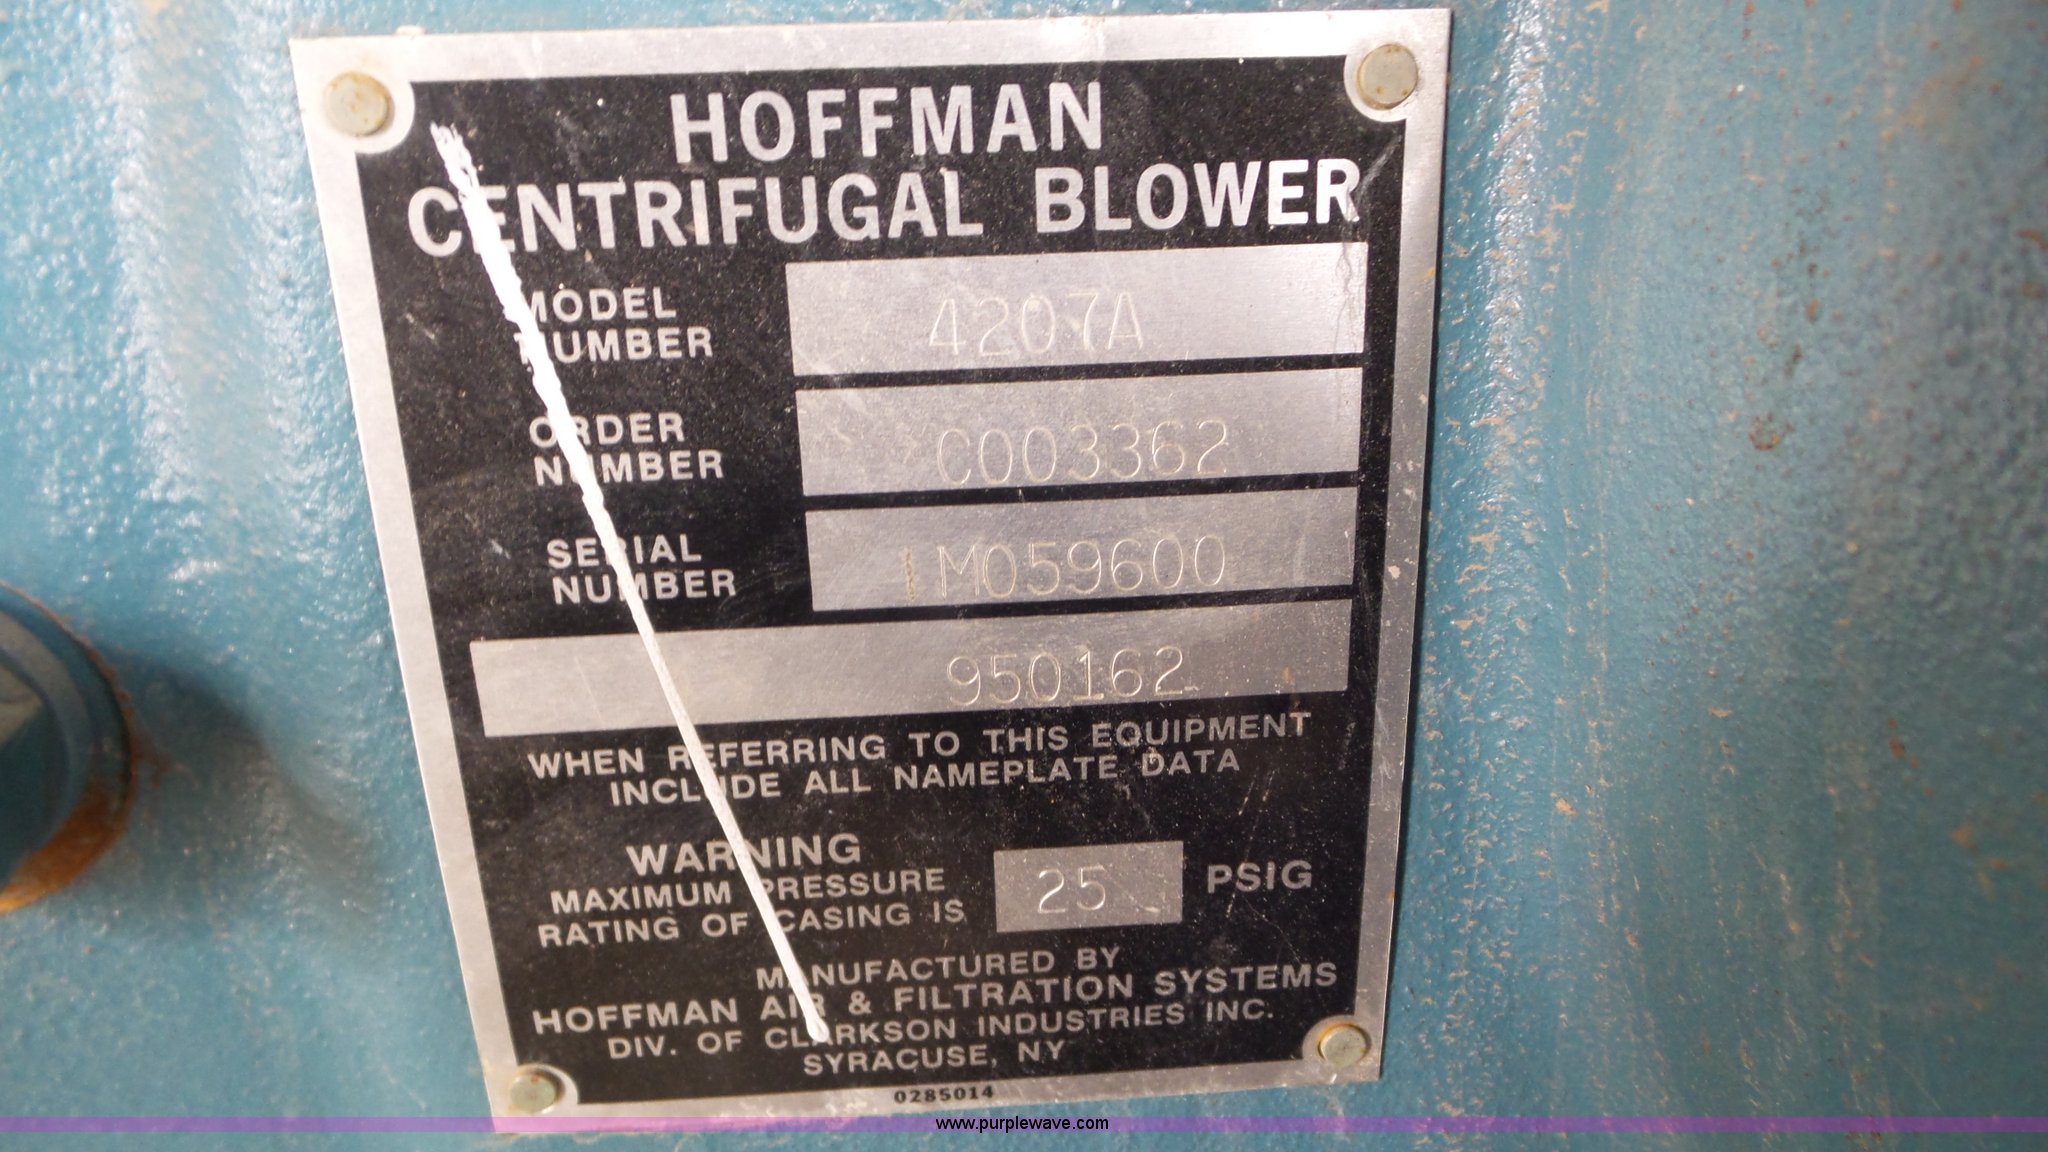 HOFFMAN
CENTRIFUGAL BLOWER
MODEL
NUMBER
4207A
ORDER
NUMBER
C003362
SERIAL
NUMBER
1M059600
950162
WHEN REFERRING TO THIS EQUIPMENT
INCLUDE ALL NAMEPLATE DATA
WARNING
MAXIMUM PRESSURE
RATING OF CASING IS
25 PSIG
MANUFACTURED BY
HOFFMAN AIR & FILTRATION SYSTEMS
DIV. OF CLARKSON INDUSTRIES INC.
SYRACUSE, NY
0285014
www.purplewave.com